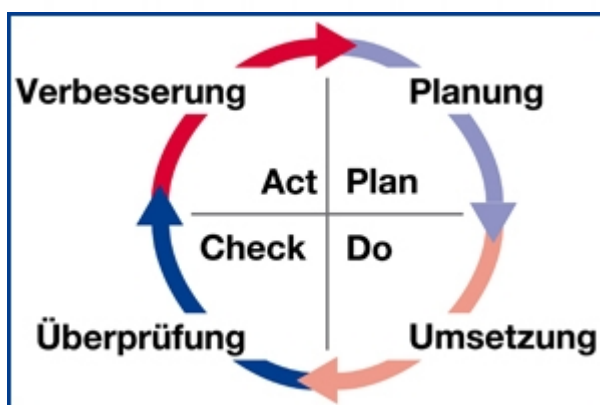 Verbesserung Planung
Act Plan
Check Do
Überprüfung Umsetzung